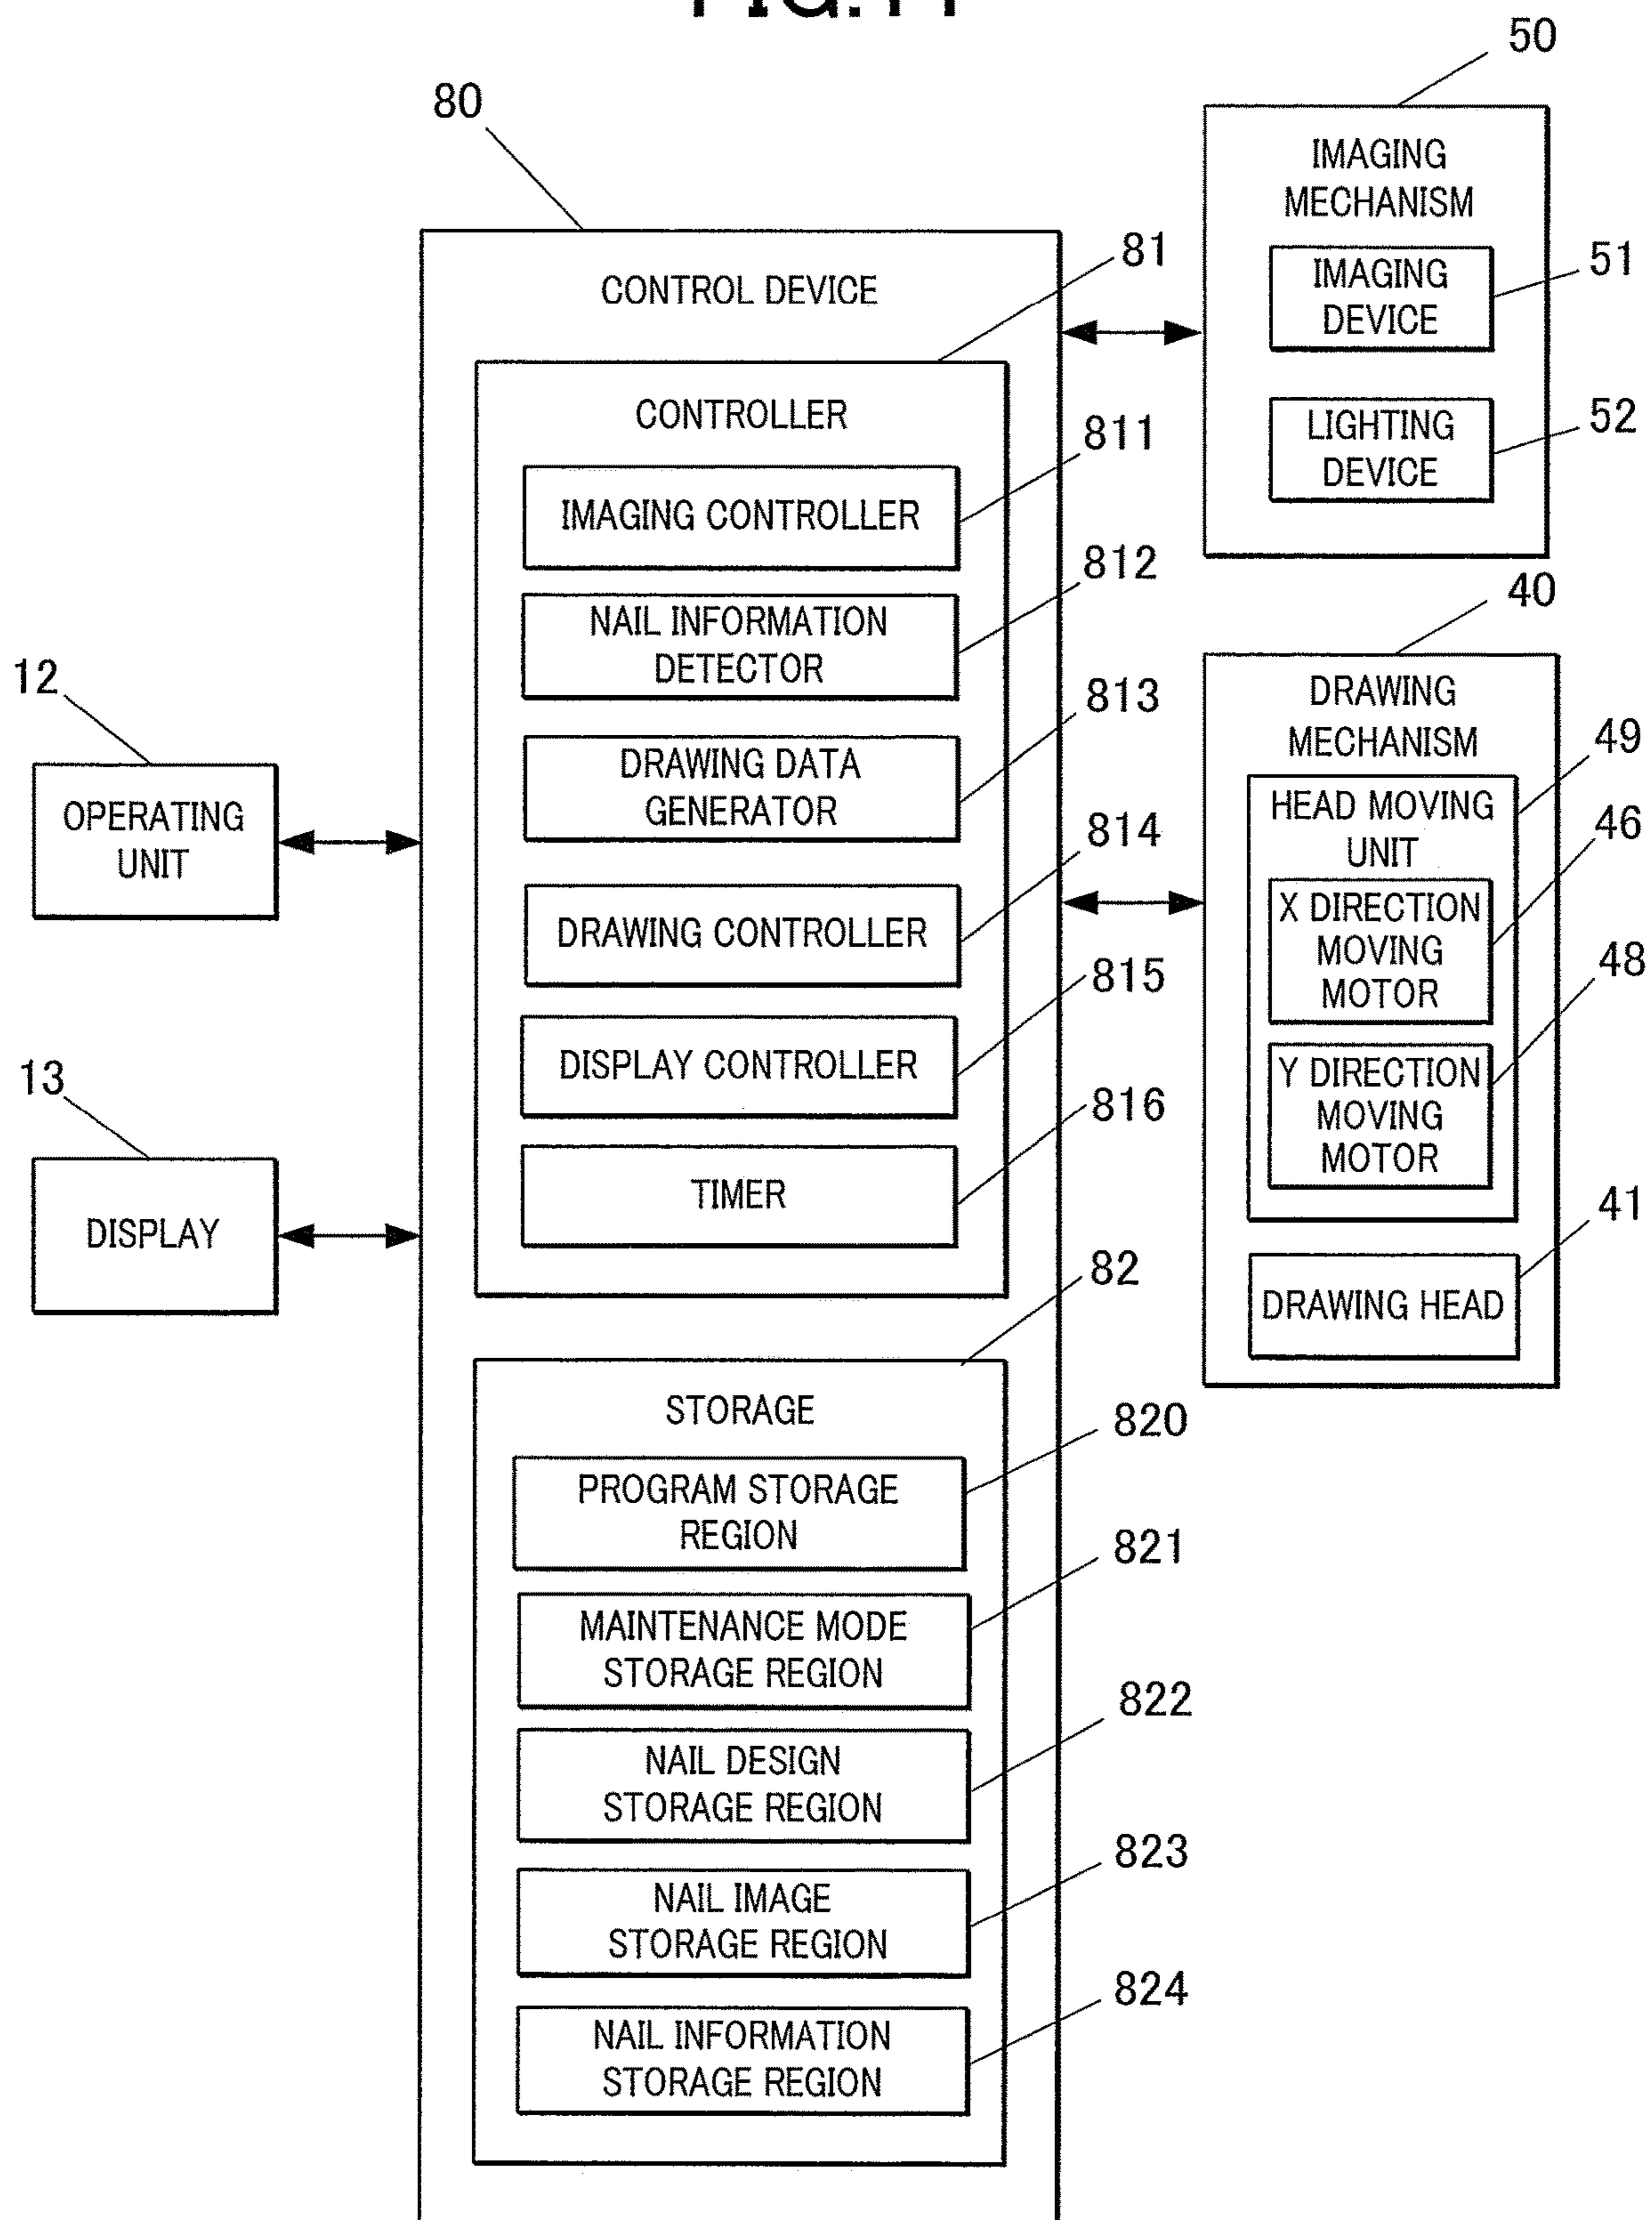 FIG.11
50
80
IMAGING
MECHANISM
81
51
IMAGING
DEVICE
CONTROL DEVICE
CONTROLLER
811
52
LIGHTING
DEVICE
IMAGING CONTROLLER
812
40
NAIL INFORMATION
DETECTOR
12
813
DRAWING
MECHANISM
49
DRAWING DATA
GENERATOR
HEAD MOVING
UNIT
46
OPERATING
UNIT
814
DRAWING CONTROLLER
X DIRECTION
MOVING
MOTOR
48
815
DISPLAY CONTROLLER
Y DIRECTION
MOVING
MOTOR
13
816
TIMER
41
DISPLAY
82
DRAWING HEAD
STORAGE
820
PROGRAM STORAGE
REGION
821
MAINTENANCE MODE
STORAGE REGION
822
NAIL DESIGN
STORAGE REGION
823
NAIL IMAGE
STORAGE REGION
824
NAIL INFORMATION
STORAGE REGION